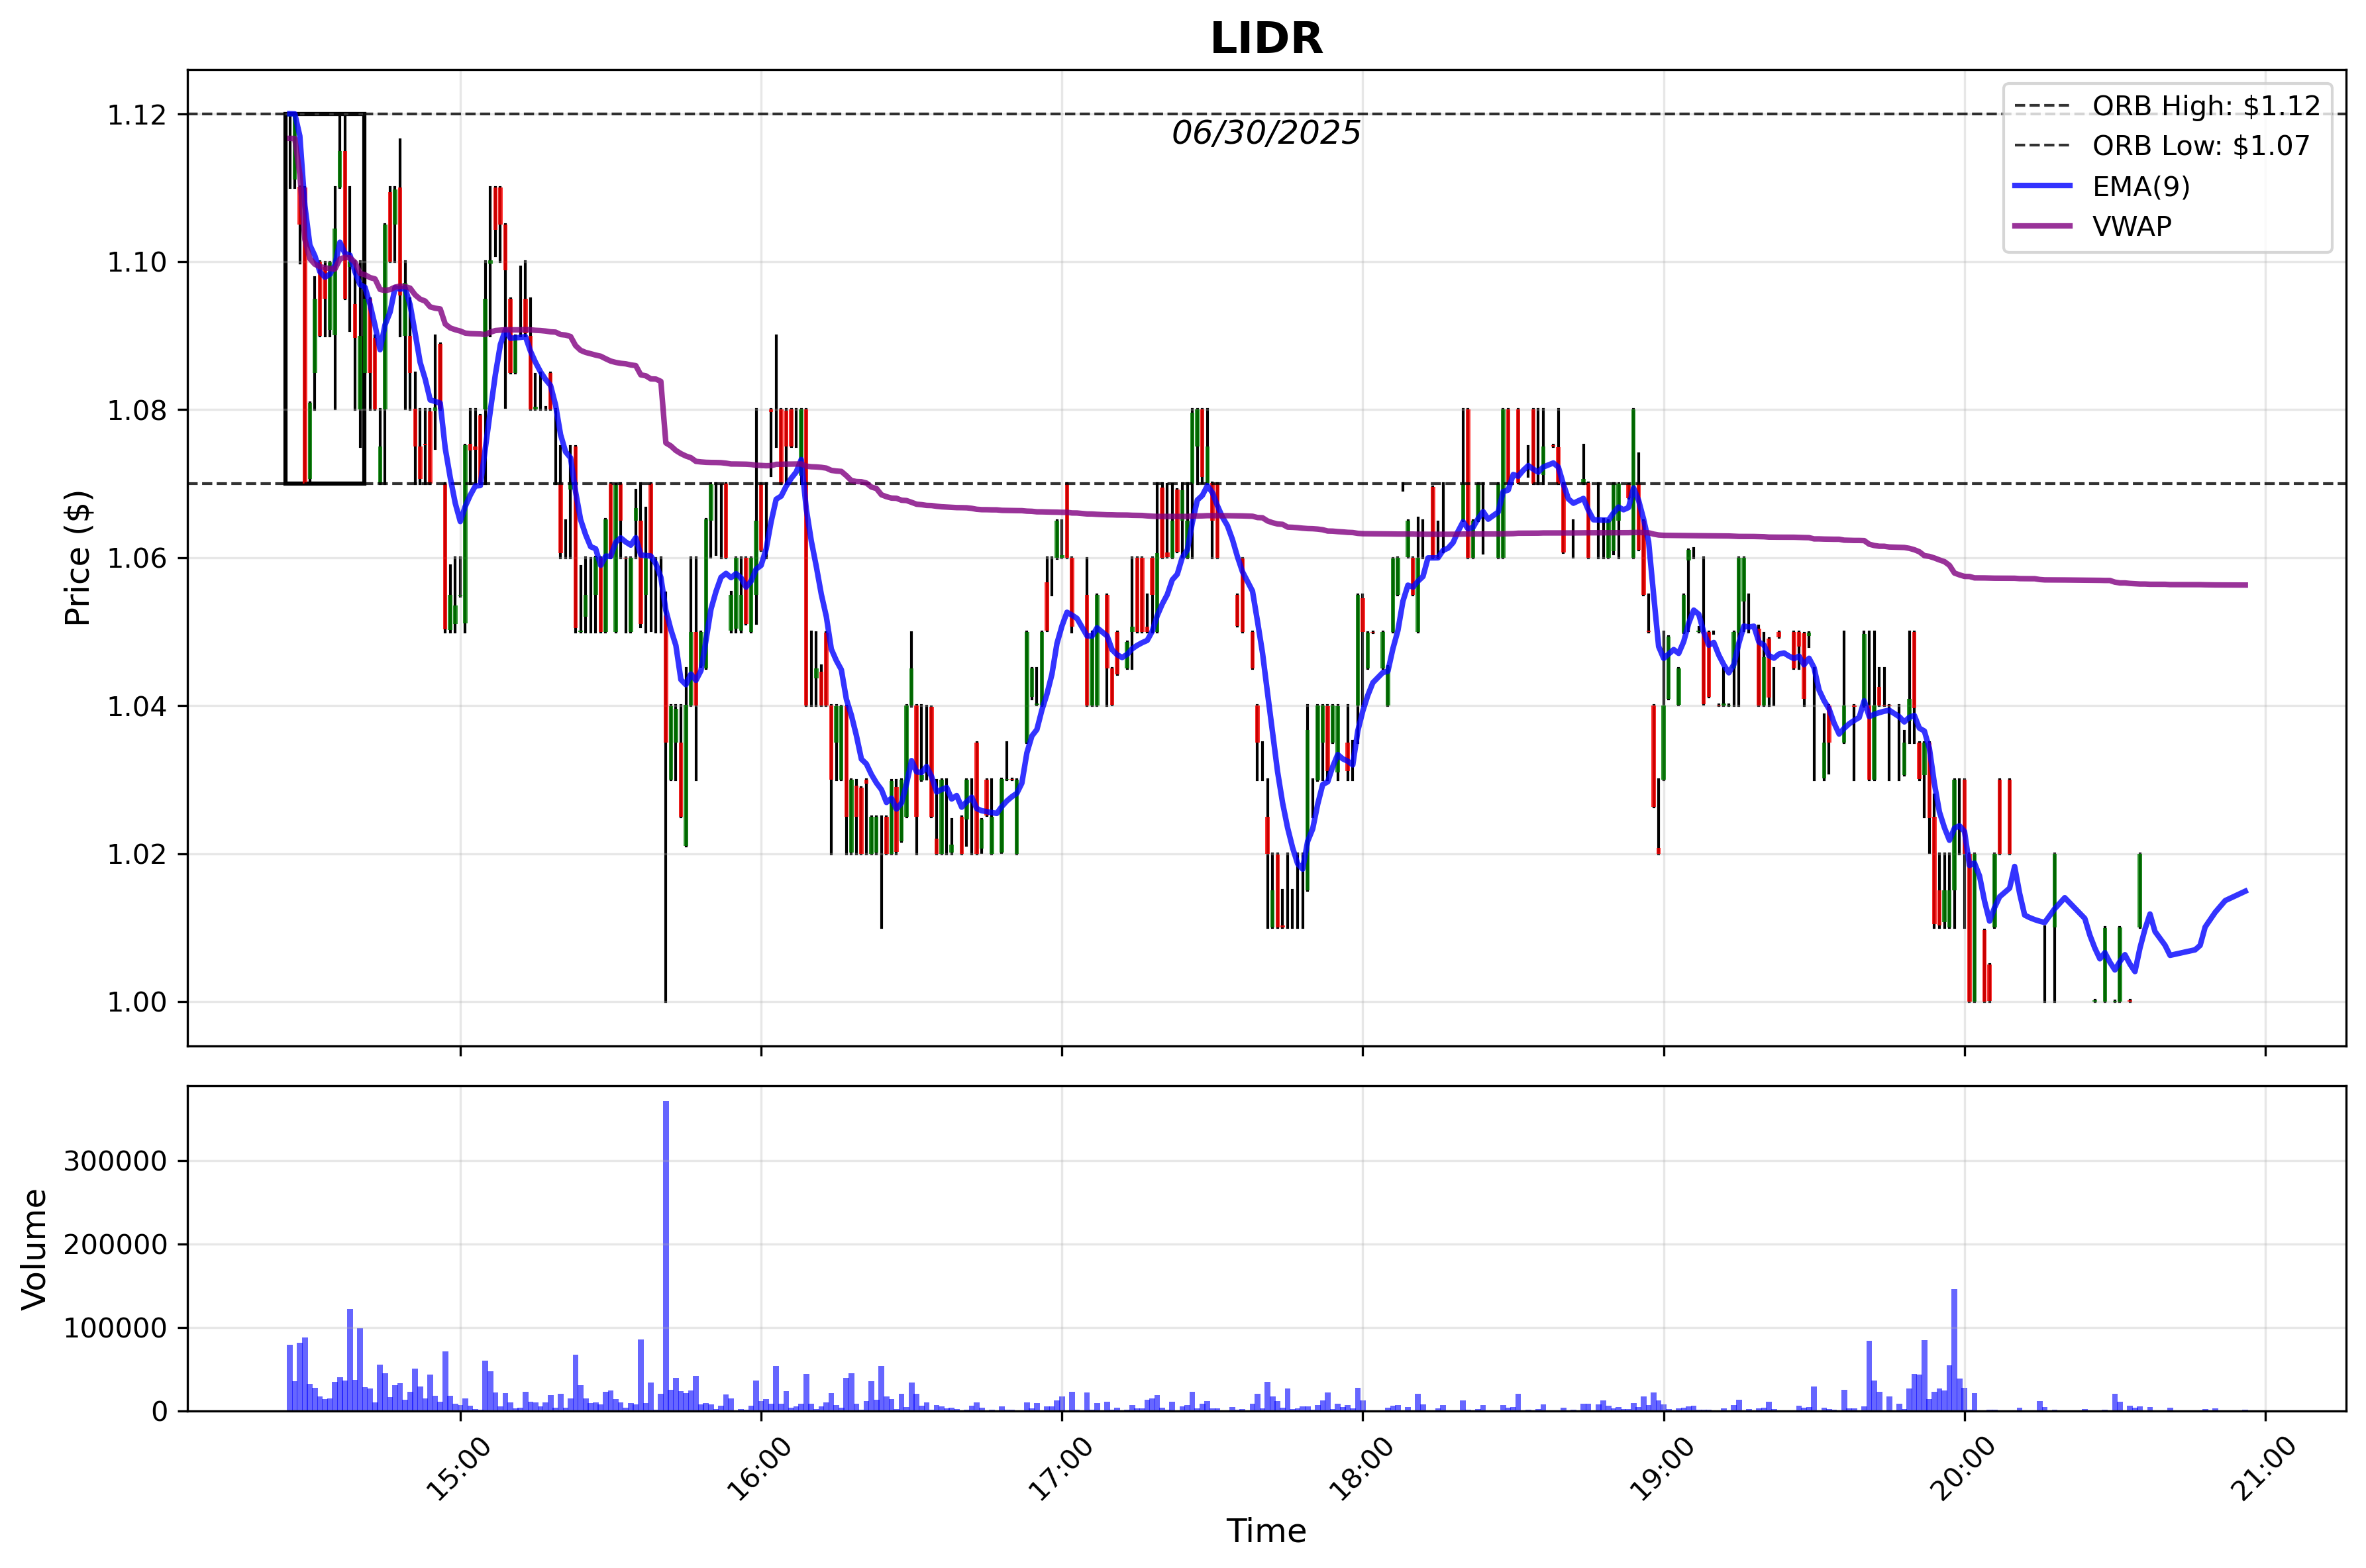 LIDR
06/30/2025
ORB High: $1.12
ORB Low: $1.07
EMA(9)
VWAP
Price ($)
1.12
1.10
1.08
1.06
1.04
1.02
1.00
Volume
300000
200000
100000
0
15:00
16:00
17:00
18:00
19:00
20:00
21:00
Time